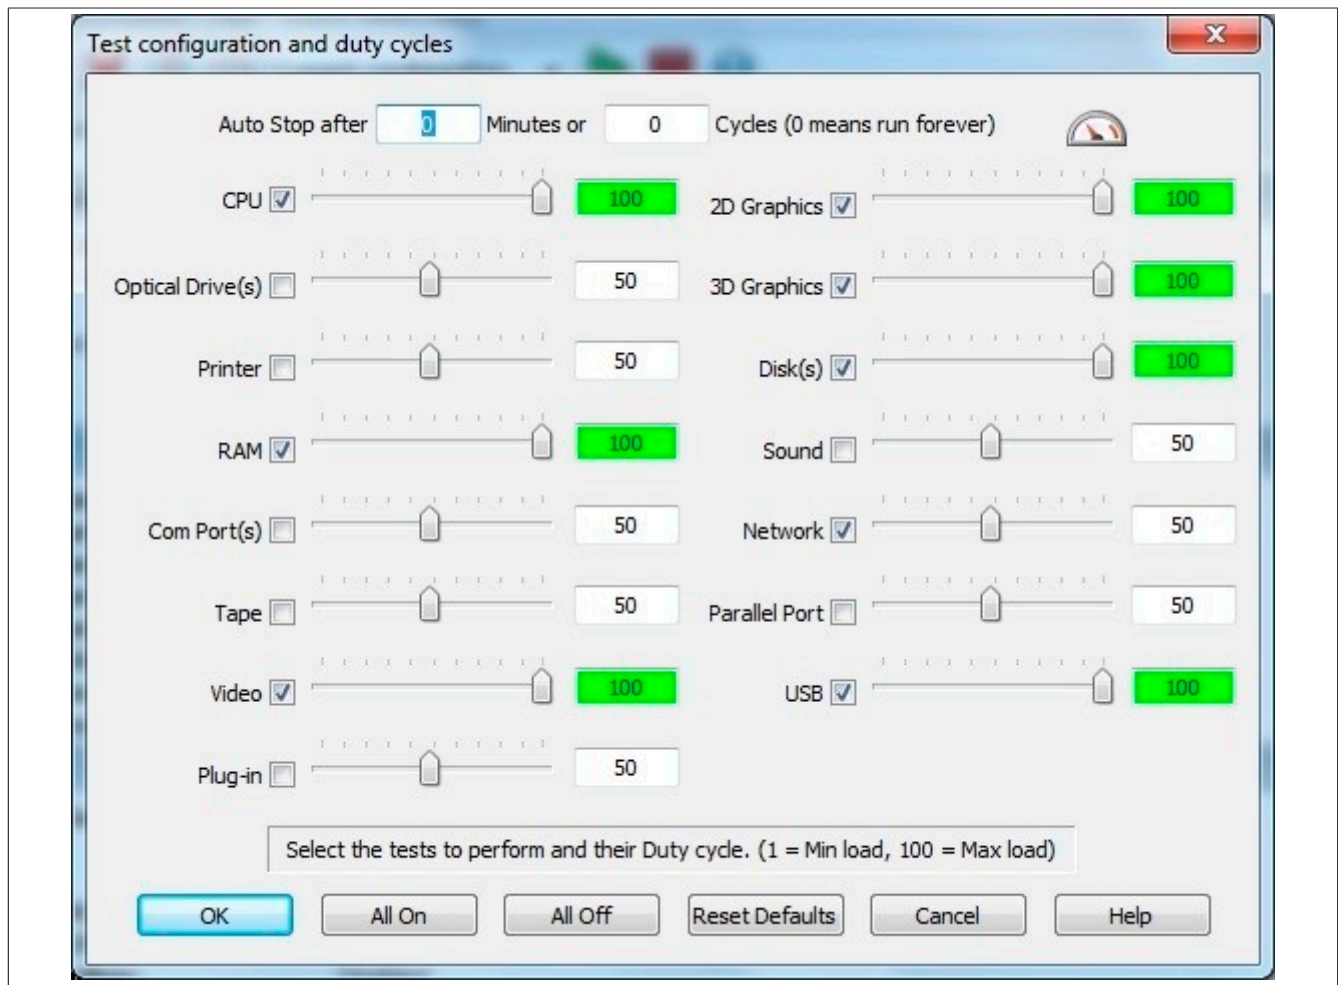 Test configuration and duty cycles
Auto Stop after 0 Minutes or 0 Cycles (0 means run forever)
CPU 100
2D Graphics 100
Optical Drive(s) 50
3D Graphics 100
Printer 50
Disk(s) 100
RAM 100
Sound 50
Com Port(s) 50
Network 50
Tape 50
Parallel Port 50
Video 100
USB 100
Plug-in 50
Select the tests to perform and their Duty cycle. (1 = Min load, 100 = Max load)
OK
All On
All Off
Reset Defaults
Cancel
Help